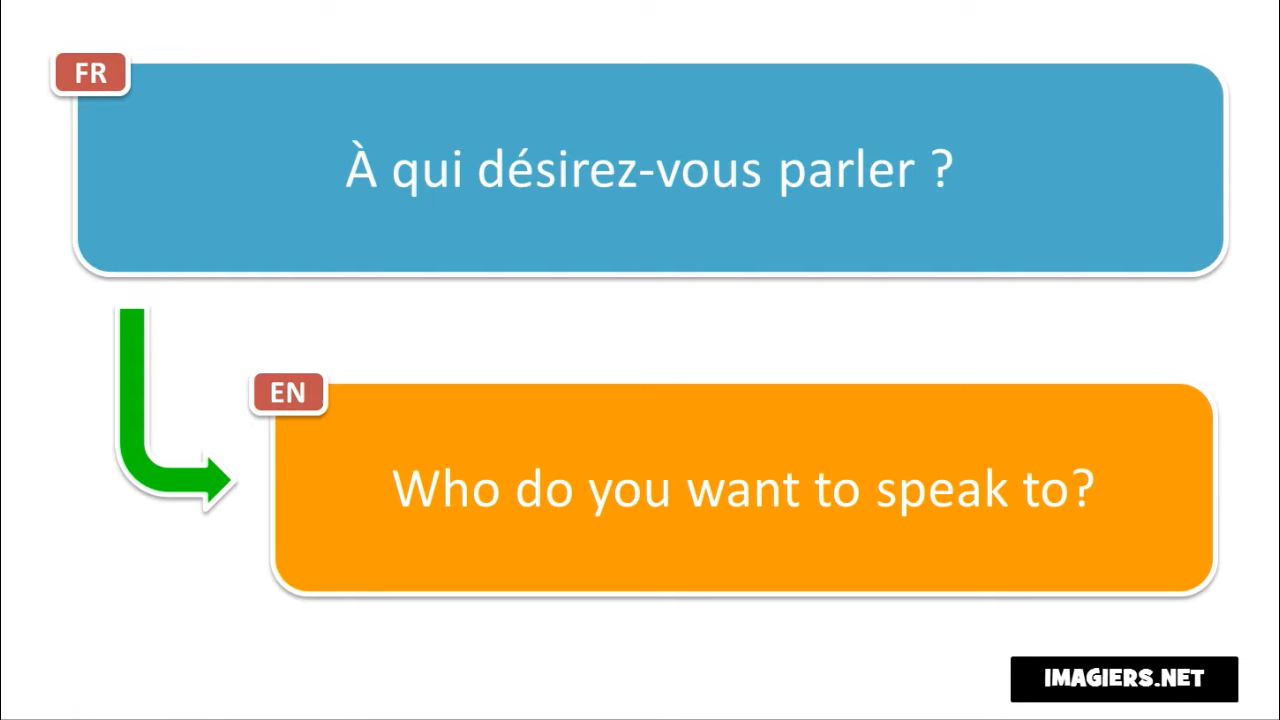 FR
À qui désirez-vous parler ?
EN
Who do you want to speak to?
IMAGIERS.NET